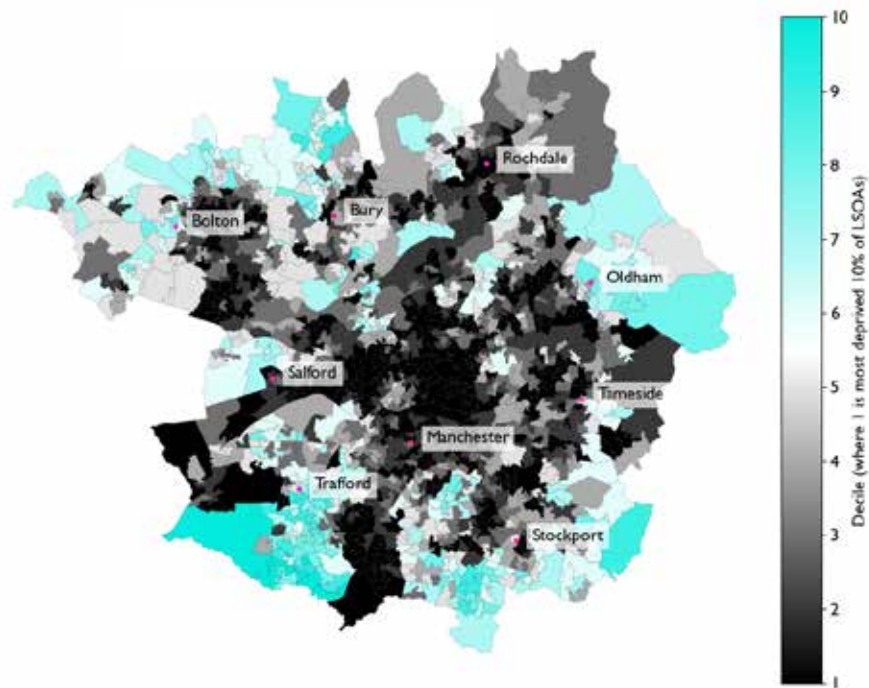 Rochdale
Bury
Bolton
Oldham
Salford
Tameside
Manchester
Trafford
Stockport
10
9
8
7
6
5
4
3
2
1
Decile (where 1 is most deprived 10% of LSOAs)